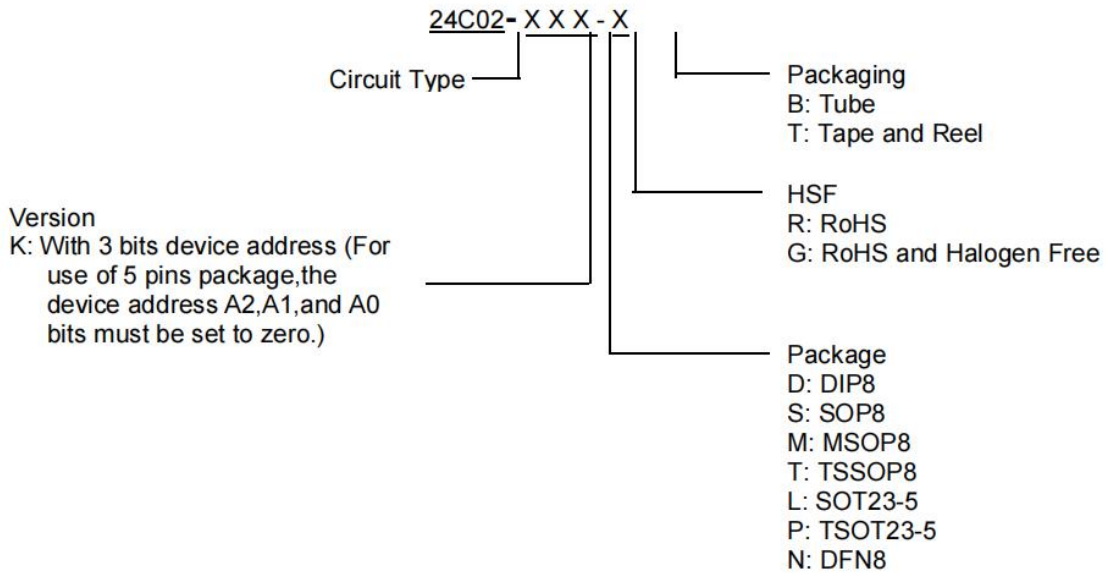 24C02- X X X - X
Circuit Type
Packaging
B: Tube
T: Tape and Reel
HSF
R: RoHS
G: RoHS and Halogen Free
Version
K: With 3 bits device address (For
use of 5 pins package,the
device address A2,A1,and A0
bits must be set to zero.)
Package
D: DIP8
S: SOP8
M: MSOP8
T: TSSOP8
L: SOT23-5
P: TSOT23-5
N: DFN8